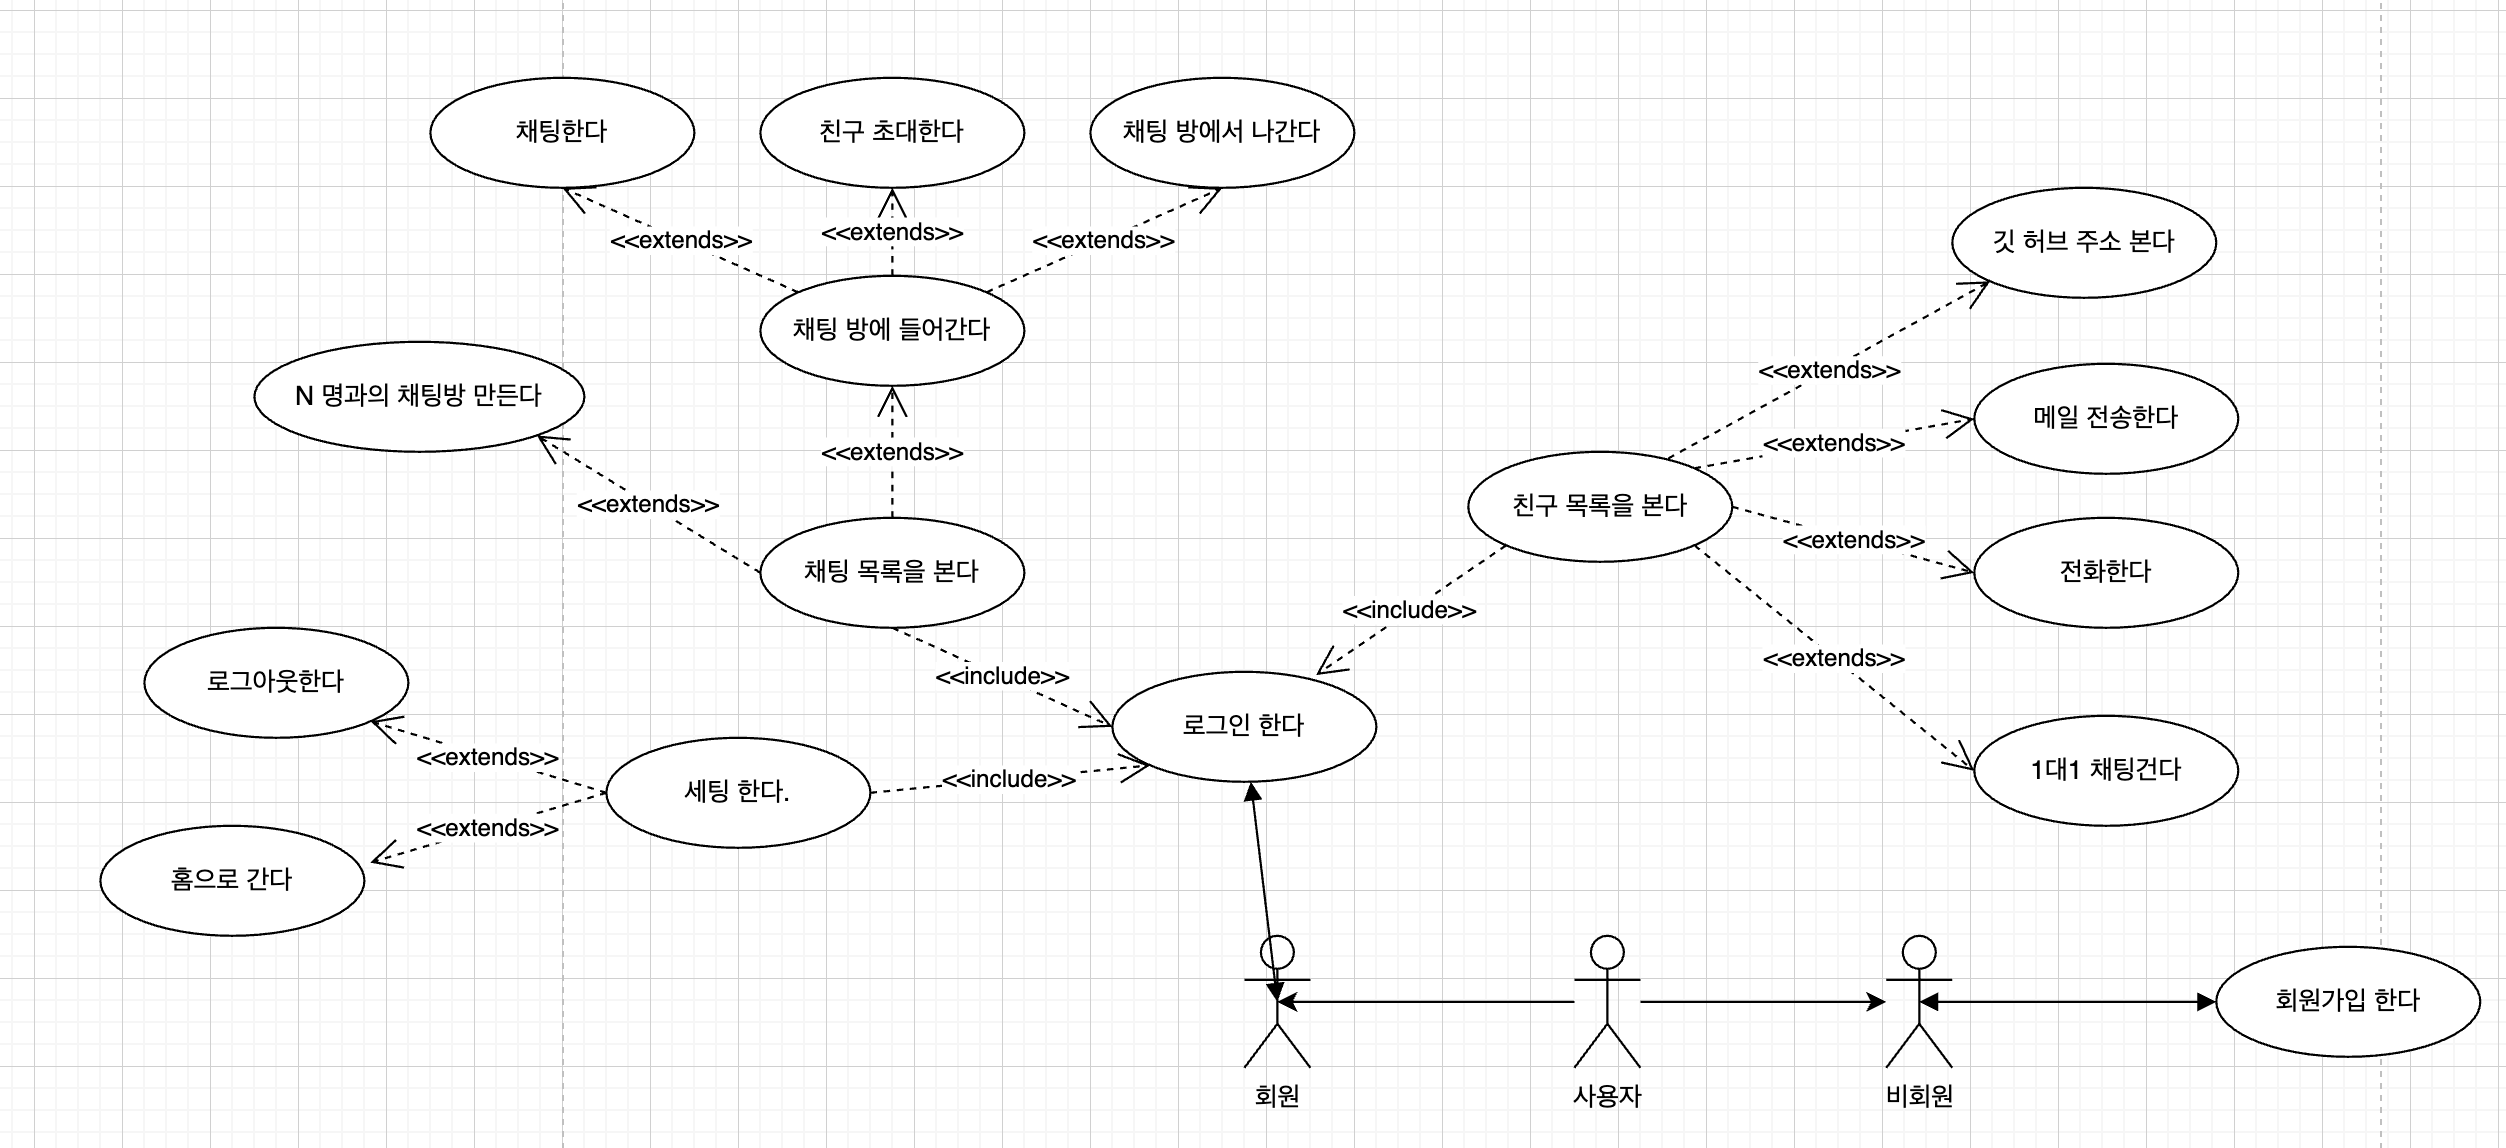 채팅한다
친구 초대한다
채팅 방에서 나간다
<<extends>>
<<extends>>
<<extends>>
깃 허브 주소 본다
채팅 방에 들어간다
<<extends>>
N 명과의 채팅방 만든다
메일 전송한다
<<extends>>
<<extends>>
<<extends>>
친구 목록을 본다
<<extends>>
채팅 목록을 본다
전화한다
<<include>>
<<extends>>
로그아웃한다
<<include>>
로그인 한다
<<extends>>
<<extends>>
세팅 한다.
<<include>>
1대1 채팅건다
<<extends>>
홈으로 간다
회원가입 한다
회원
사용자
비회원